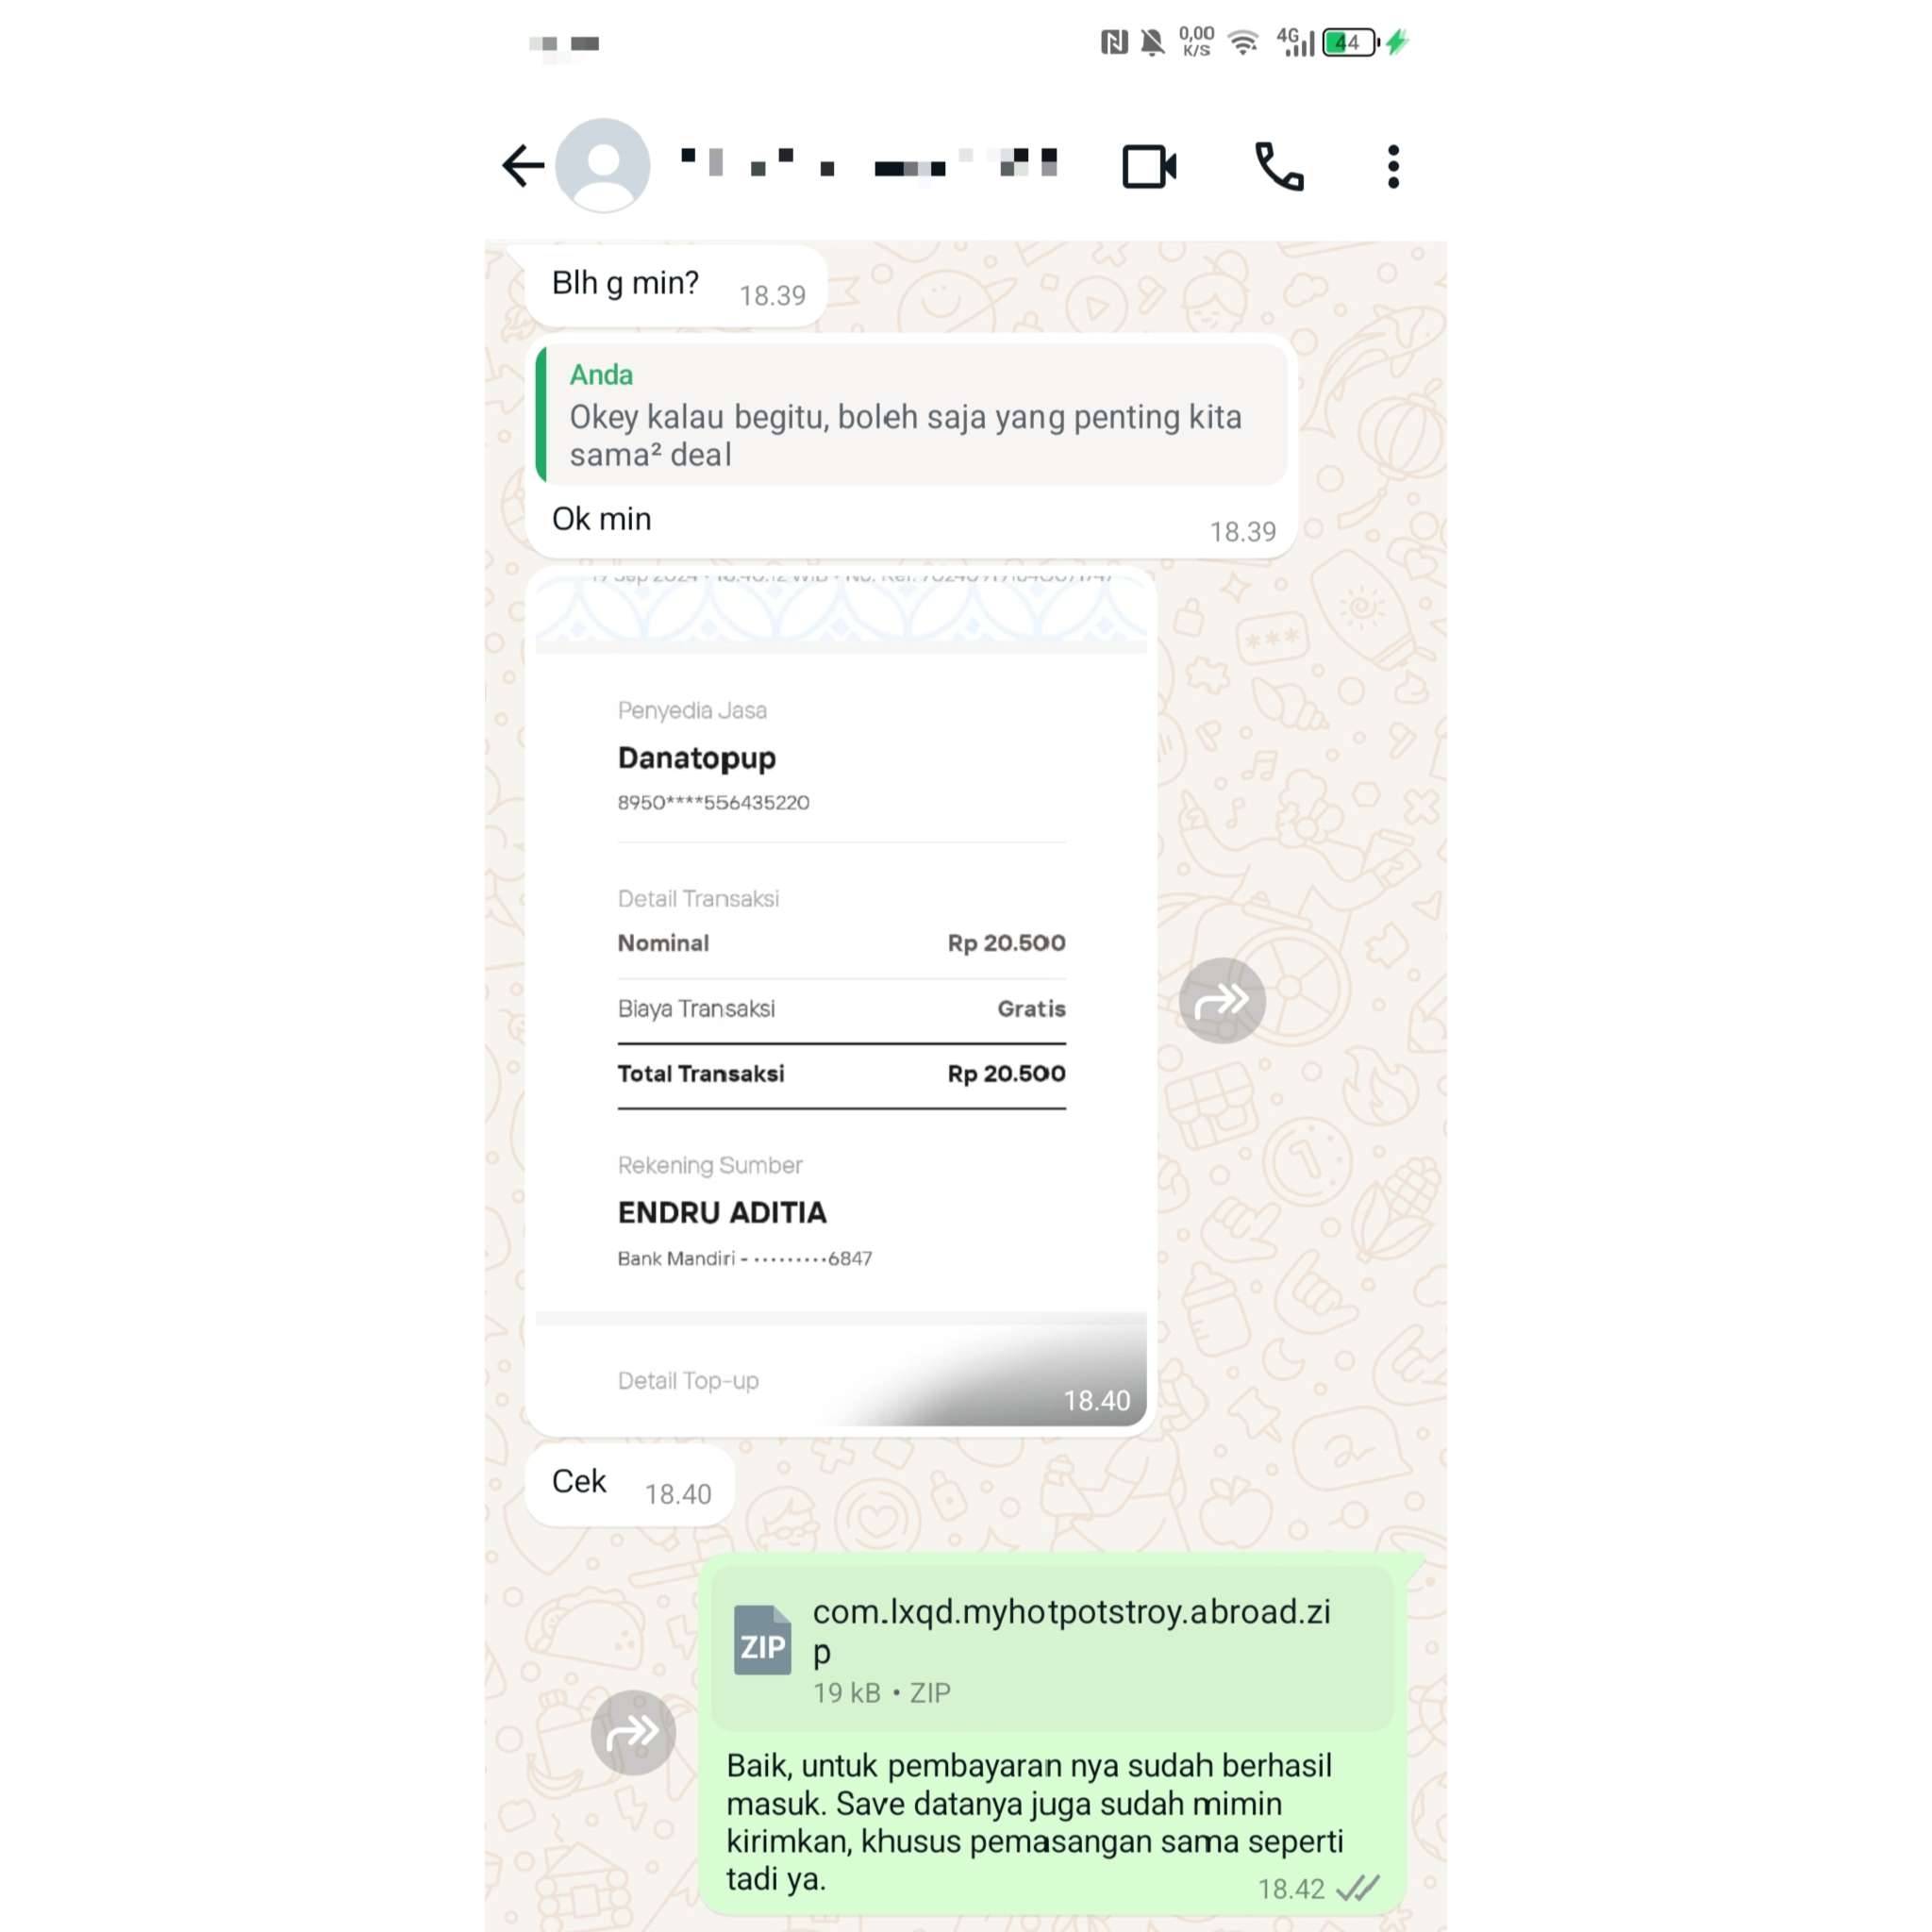 0,00
K/S
4G
44
Blh g min?
18.39
Anda
Okey kalau begitu, boleh saja yang penting kita
sama² deal
Ok min
18.39
Penyedia Jasa
Danatopup
8950****556435220
Detail Transaksi
Nominal Rp 20.500
Biaya Transaksi Gratis
Total Transaksi Rp 20.500
Rekening Sumber
ENDRU ADITIA
Bank Mandiri - ·········6847
Detail Top-up
18.40
Cek
18.40
ZIP
com.lxqd.myhotpotstroy.abroad.zi
p
19 kB • ZIP
Baik, untuk pembayaran nya sudah berhasil
masuk. Save datanya juga sudah mimin
kirimkan, khusus pemasangan sama seperti
tadi ya.
18.42